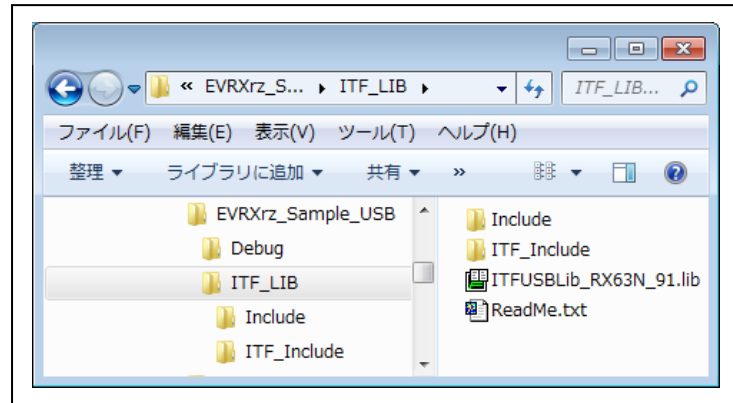 « EVRXrz_S... ▸ ITF_LIB ▸ ITF_LIB...
ファイル(F) 編集(E) 表示(V) ツール(T) ヘルプ(H)
整理 ▼ ライブラリに追加 ▼ 共有 ▼ »
EVRXrz_Sample_USB
Debug
ITF_LIB
Include
ITF_Include
Include
ITF_Include
ITFUSBLib_RX63N_91.lib
ReadMe.txt